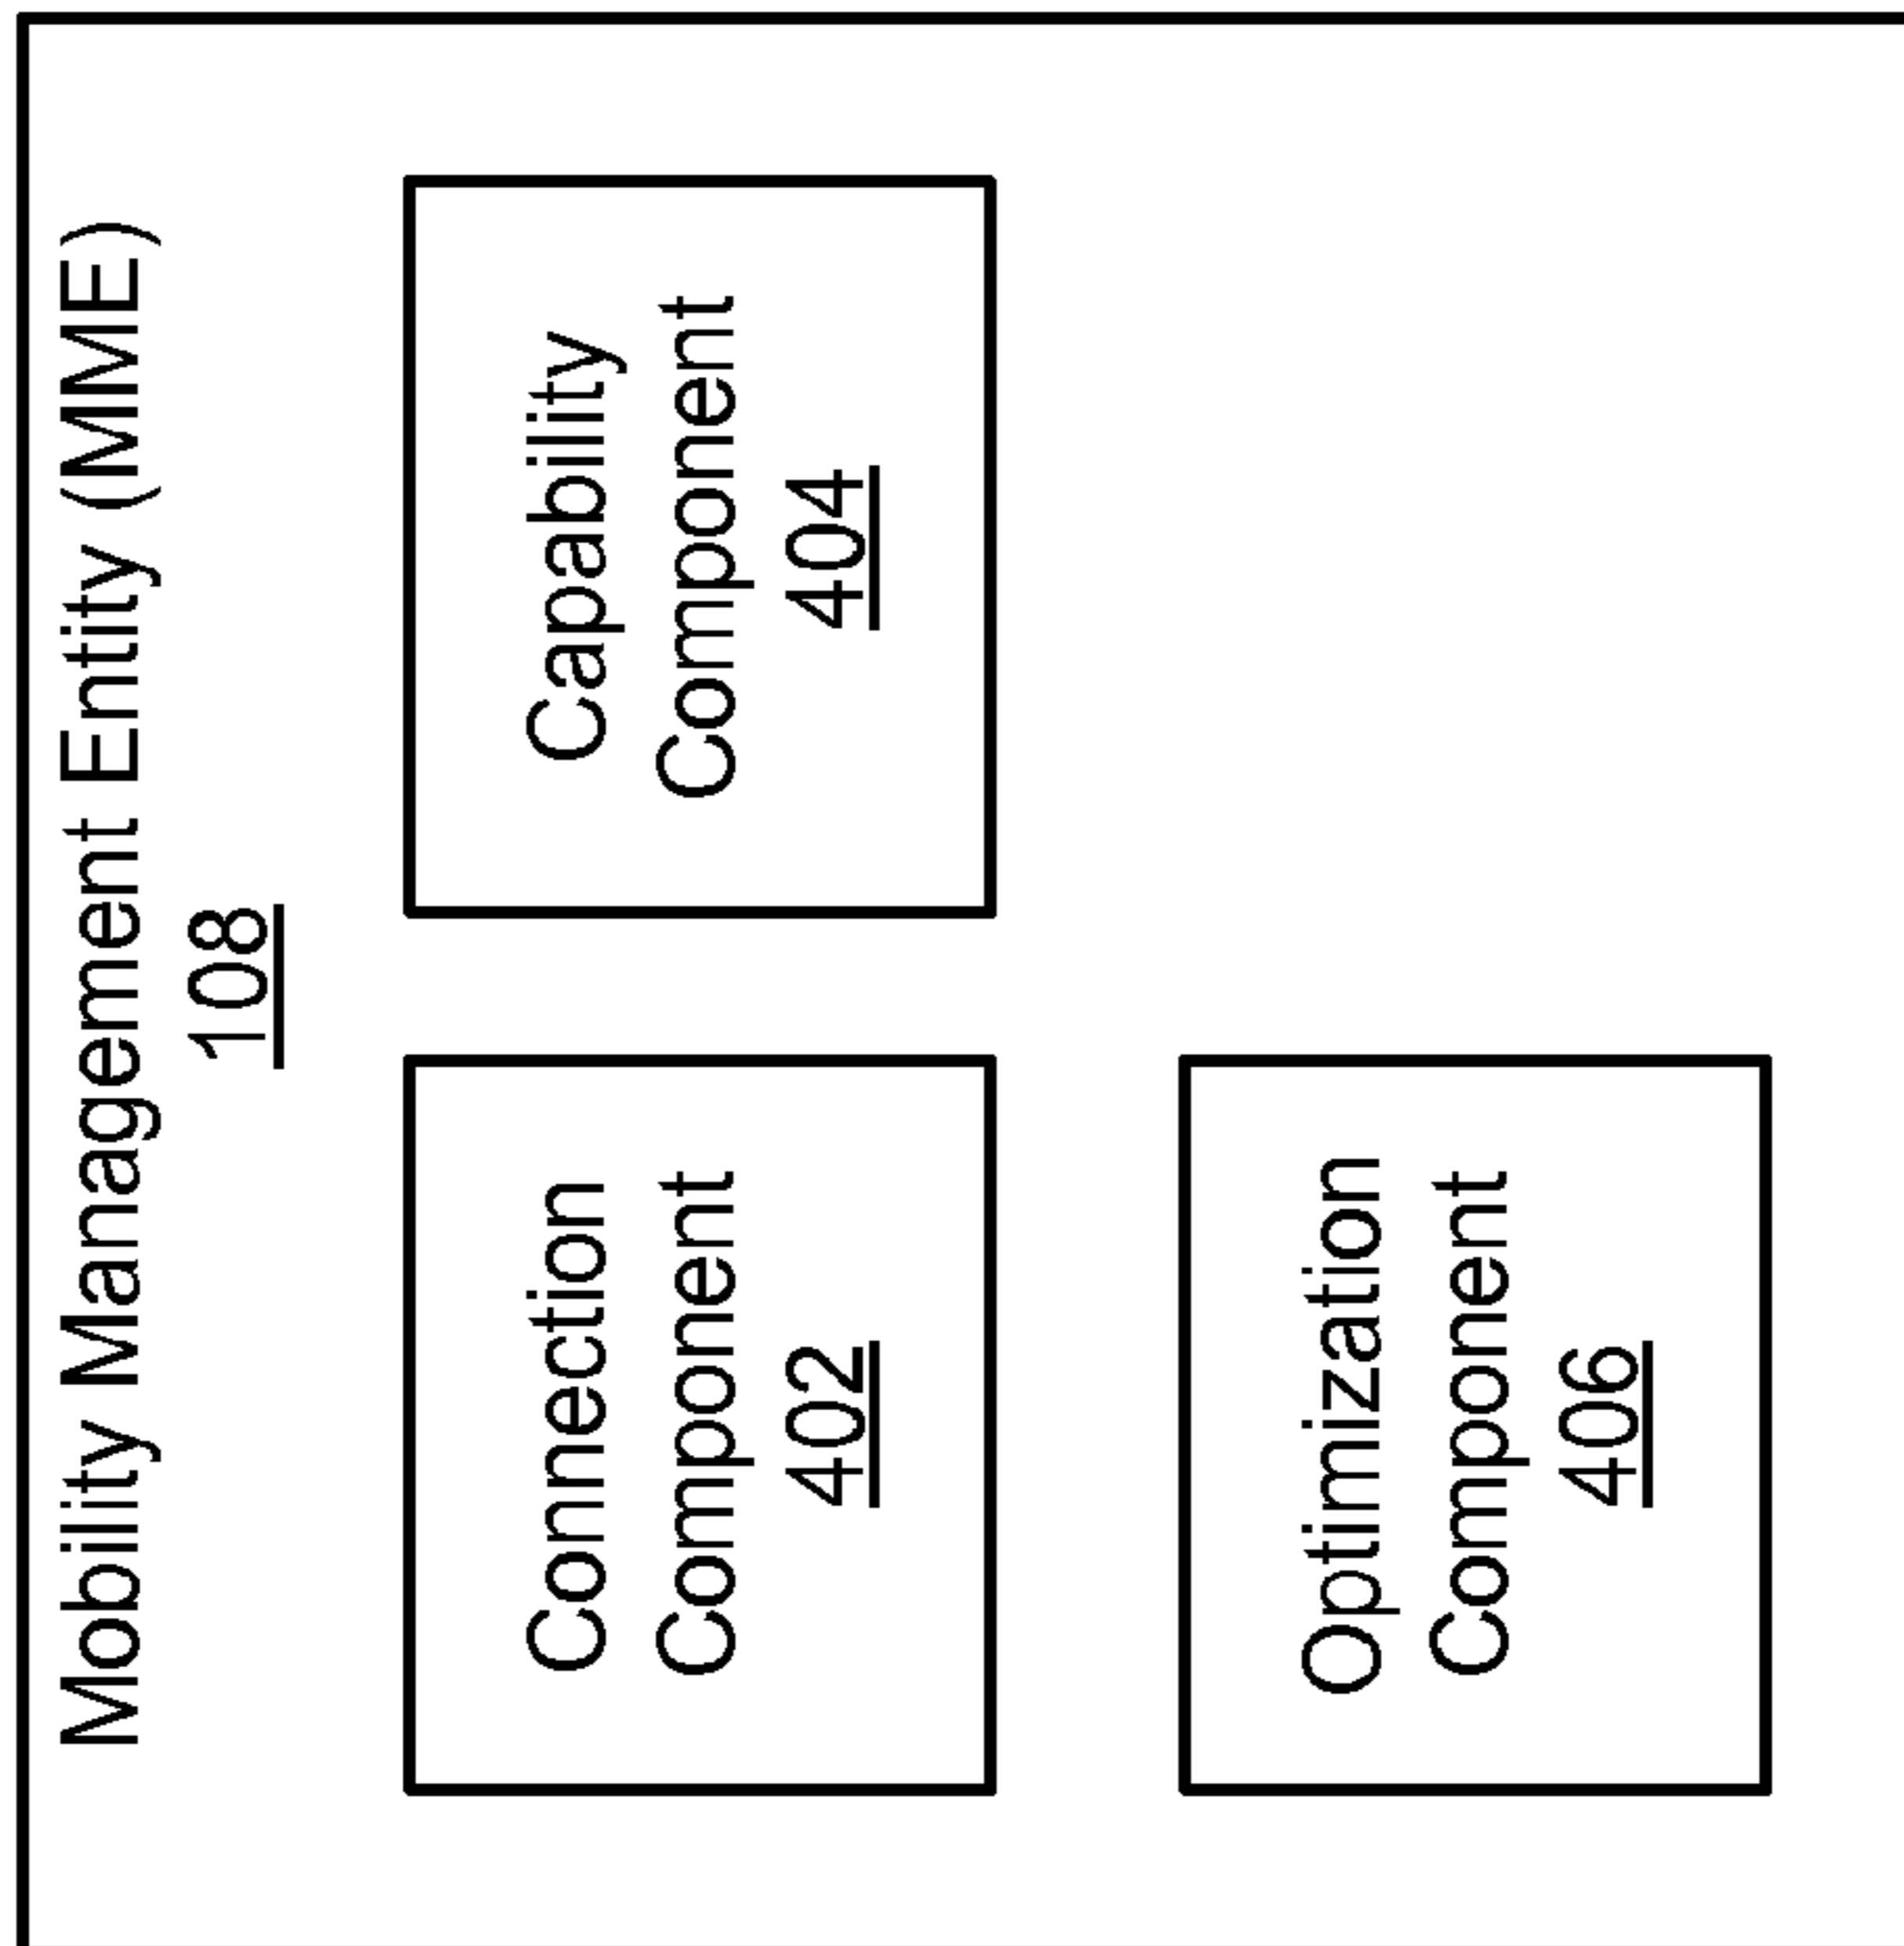 Mobility Management Entity (MME)
108
Connection
Component
402
Capability
Component
404
Optimization
Component
406